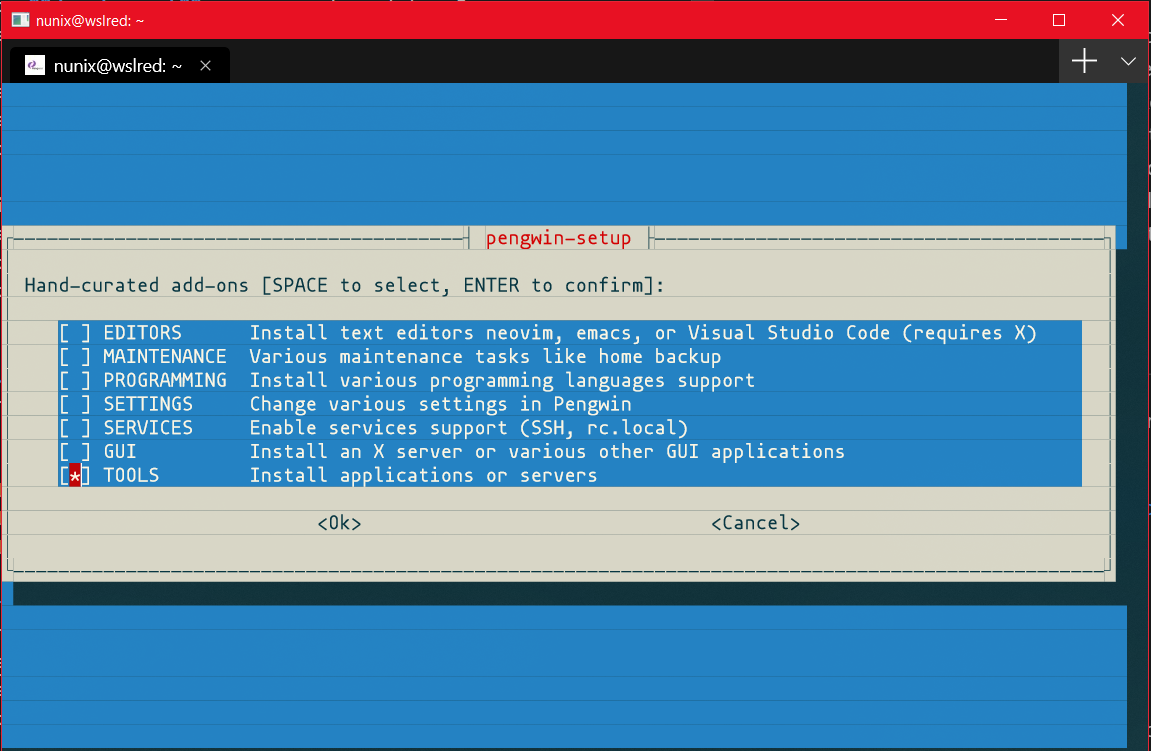 nunix@wslred: ~
nunix@wslred: ~
pengwin-setup
Hand-curated add-ons [SPACE to select, ENTER to confirm]:
[ ] EDITORS Install text editors neovim, emacs, or Visual Studio Code (requires X)
[ ] MAINTENANCE Various maintenance tasks like home backup
[ ] PROGRAMMING Install various programming languages support
[ ] SETTINGS Change various settings in Pengwin
[ ] SERVICES Enable services support (SSH, rc.local)
[ ] GUI Install an X server or various other GUI applications
[*] TOOLS Install applications or servers
<Ok> <Cancel>